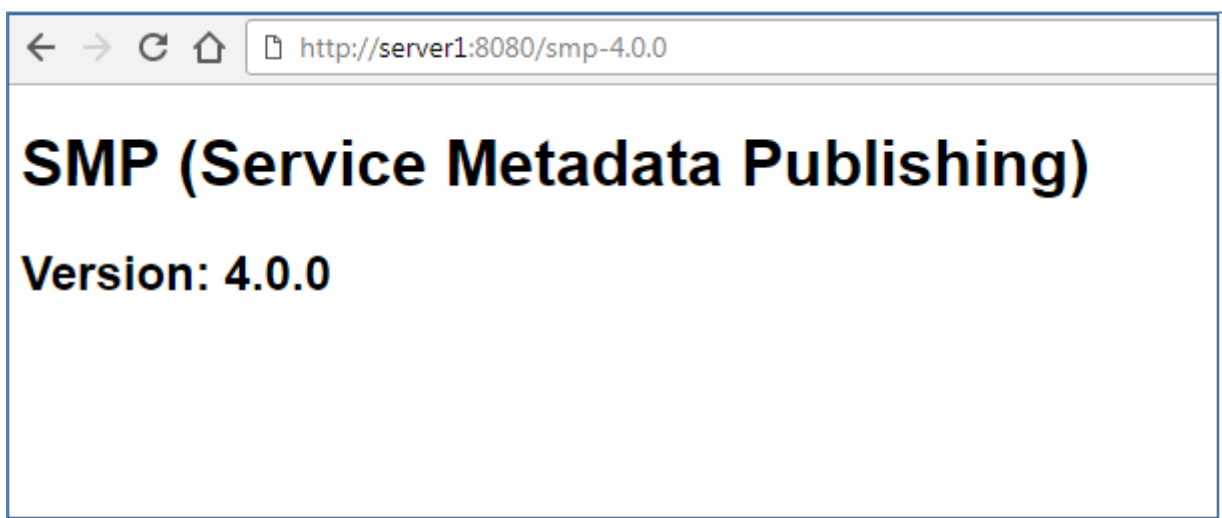 http://server1:8080/smp-4.0.0
SMP (Service Metadata Publishing)
Version: 4.0.0